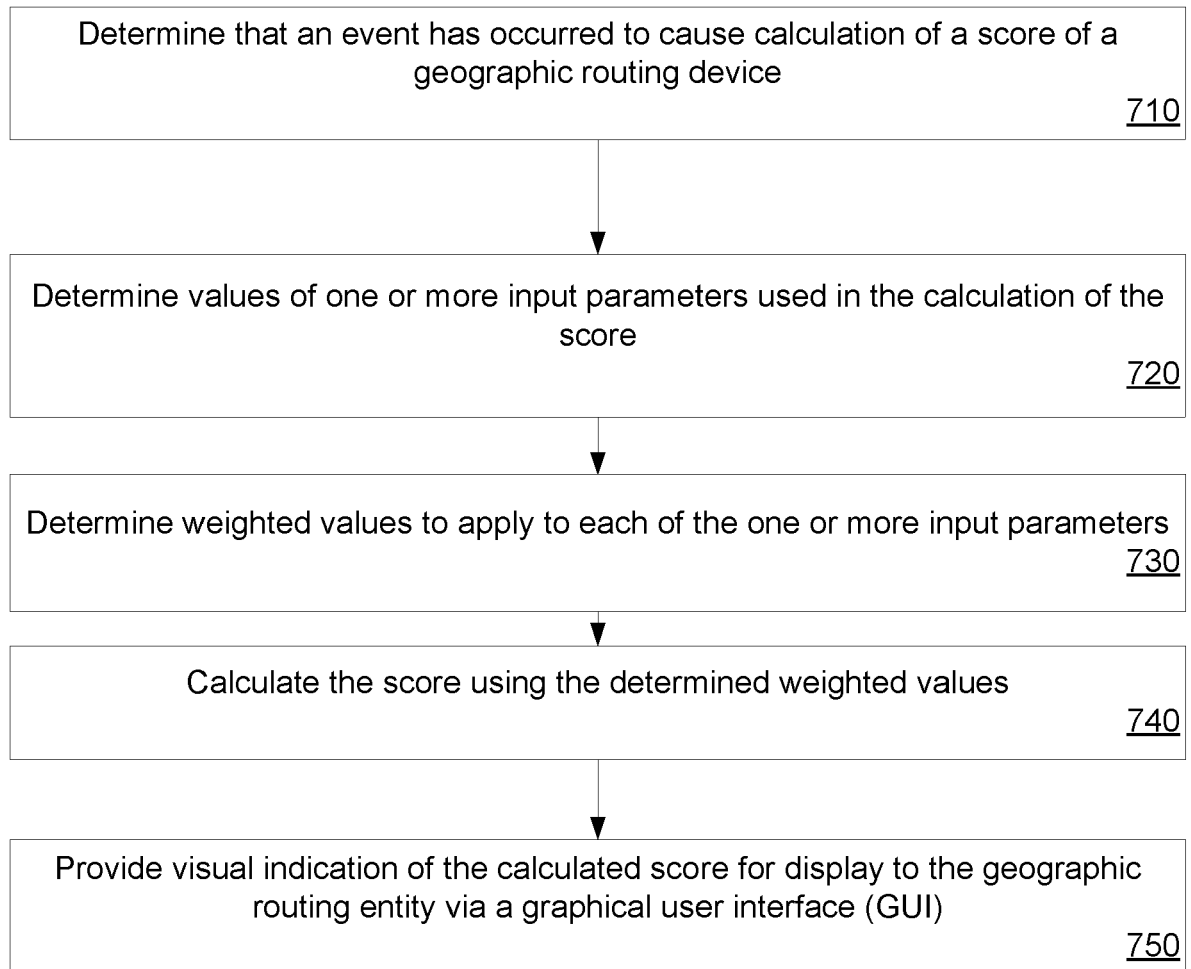 Determine that an event has occurred to cause calculation of a score of a
geographic routing device
710
Determine values of one or more input parameters used in the calculation of the
score
720
Determine weighted values to apply to each of the one or more input parameters
730
Calculate the score using the determined weighted values
740
Provide visual indication of the calculated score for display to the geographic
routing entity via a graphical user interface (GUI)
750